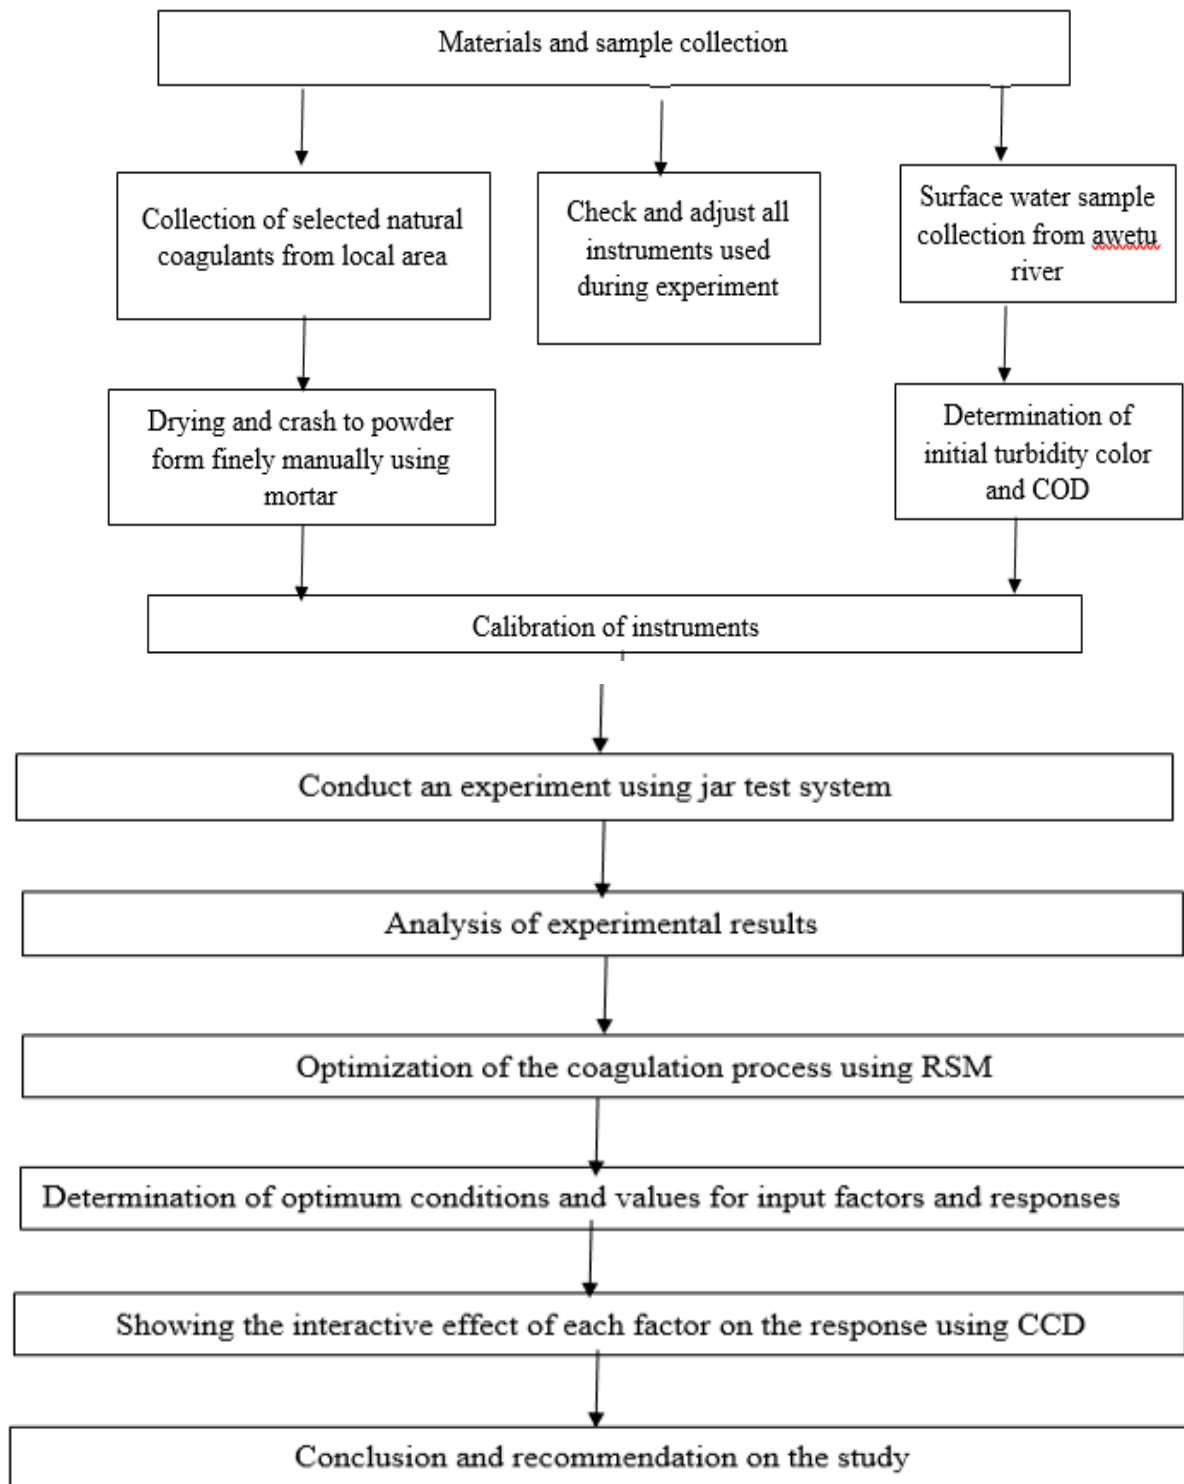 Materials and sample collection
Collection of selected natural
coagulants from local area
Check and adjust all
instruments used
during experiment
Surface water sample
collection from awetu
river
Drying and crash to powder
form finely manually using
mortar
Determination of
initial turbidity color
and COD
Calibration of instruments
Conduct an experiment using jar test system
Analysis of experimental results
Optimization of the coagulation process using RSM
Determination of optimum conditions and values for input factors and responses
Showing the interactive effect of each factor on the response using CCD
Conclusion and recommendation on the study